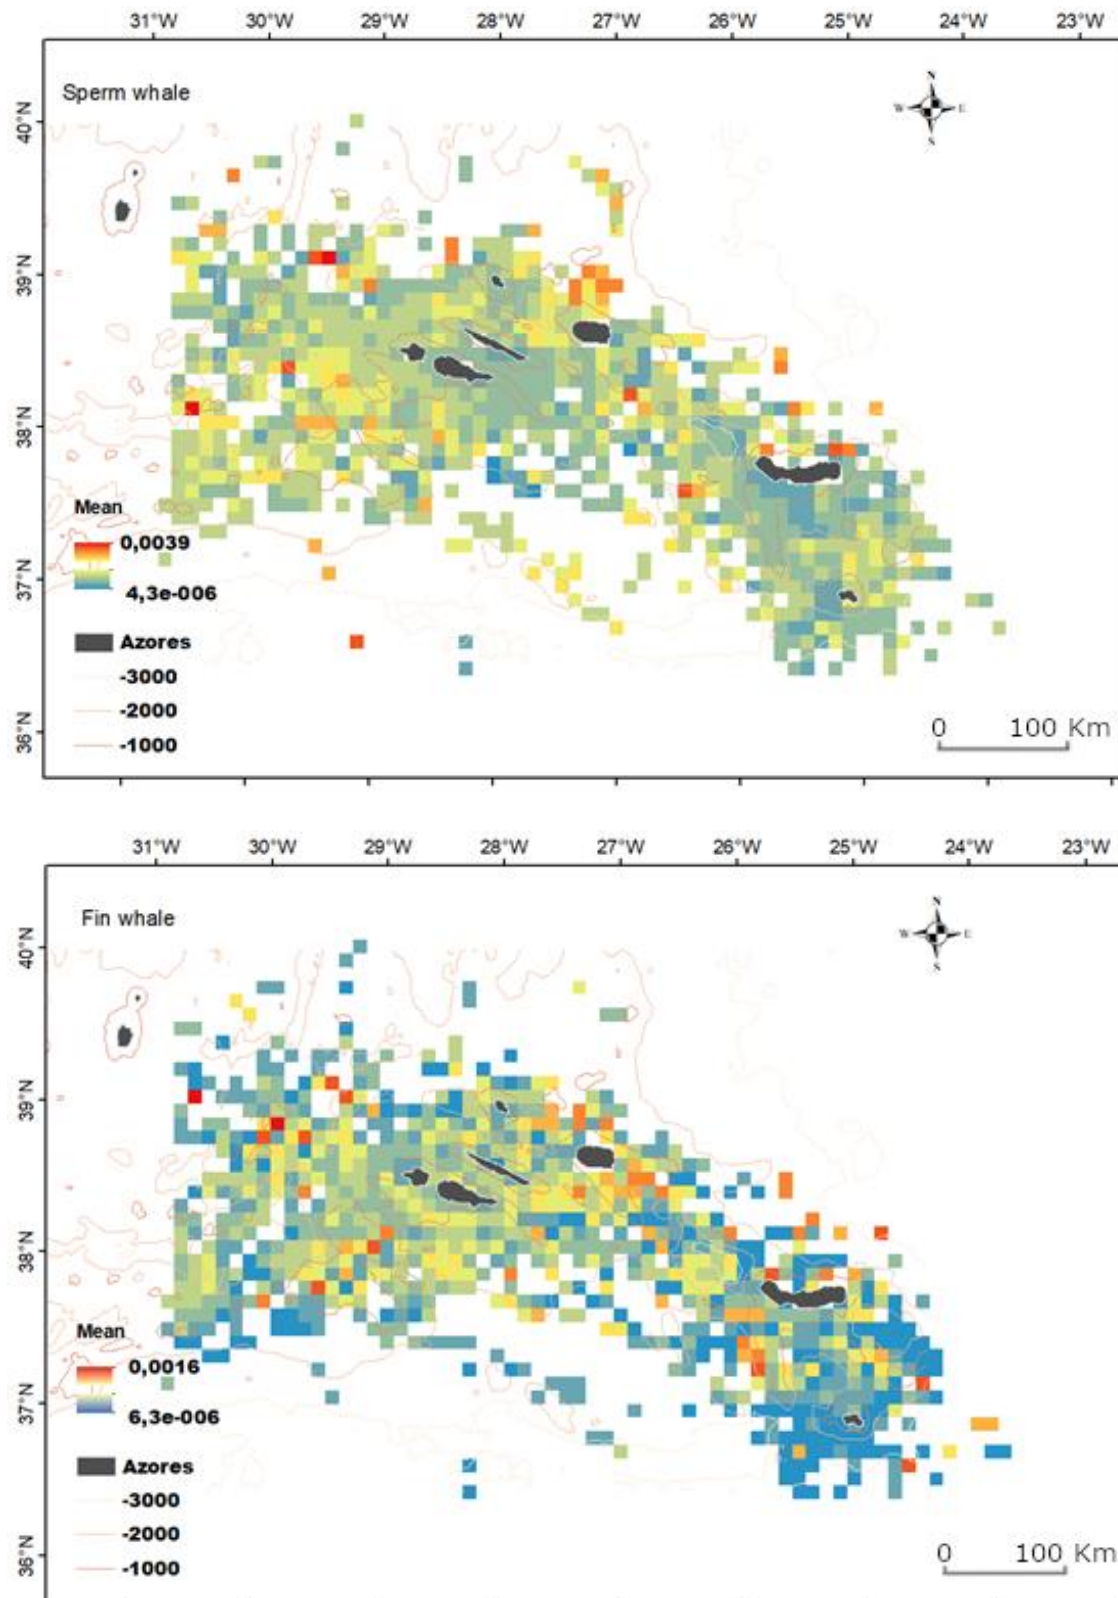 31°W 30°W 29°W 28°W 27°W 26°W 25°W 24°W 23°W
Sperm whale
N
W E
S
40°N
39°N
38°N
37°N
36°N
Mean
0,0039
4,3e-006
Azores
-3000
-2000
-1000
0 100 Km
31°W 30°W 29°W 28°W 27°W 26°W 25°W 24°W 23°W
Fin whale
N
W E
S
40°N
39°N
38°N
37°N
36°N
Mean
0,0016
6,3e-006
Azores
-3000
-2000
-1000
0 100 Km